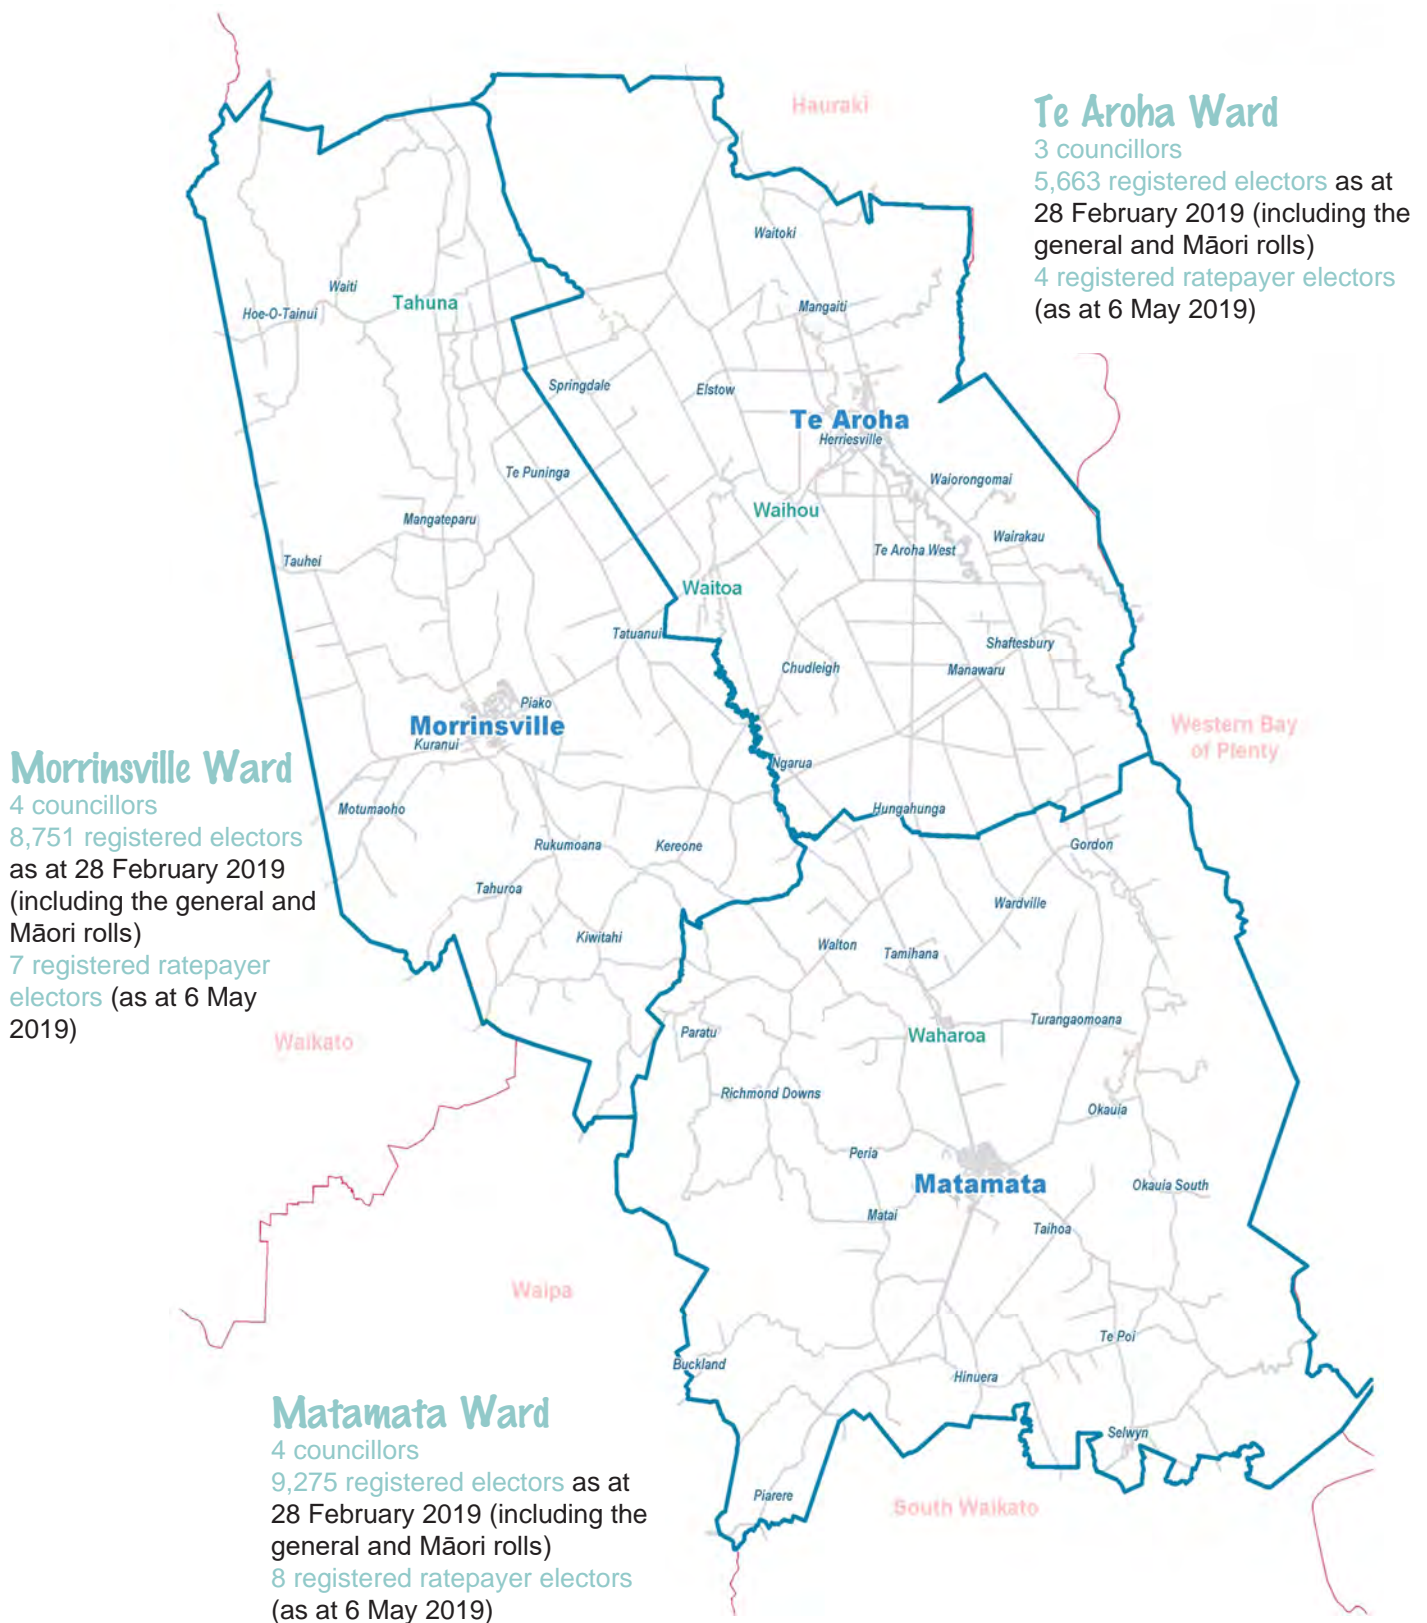 Hauraki
Te Aroha Ward
3 councillors
5,663 registered electors as at
28 February 2019 (including the
general and Māori rolls)
4 registered ratepayer electors
(as at 6 May 2019)
Waitoki
Waiti
Hoe-O-Tainui
Tahuna
Mangaiti
Springdale
Elstow
Te Aroha
Herriesville
Te Puninga
Waiorongomai
Waihou
Mangateparu
Wairakau
Te Aroha West
Tauhei
Waitoa
Tatuanui
Shaftesbury
Chudleigh
Manawaru
Piako
Morrinsville
Kuranui
Western Bay
of Plenty
Ngarua
Morrinsville Ward
4 councillors
8,751 registered electors
as at 28 February 2019
(including the general and
Māori rolls)
7 registered ratepayer
electors (as at 6 May
2019)
Motumaoho
Hungahunga
Rukumoana
Kereone
Gordon
Tahuroa
Wardville
Kiwitahi
Walton
Tamihana
Turangaomoana
Paratu
Waharoa
Waikato
Richmond Downs
Okauia
Peria
Matamata
Okauia South
Matai
Taihoa
Waipa
Te Poi
Buckland
Hinuera
Selwyn
Piarere
South Waikato
Matamata Ward
4 councillors
9,275 registered electors as at
28 February 2019 (including the
general and Māori rolls)
8 registered ratepayer electors
(as at 6 May 2019)